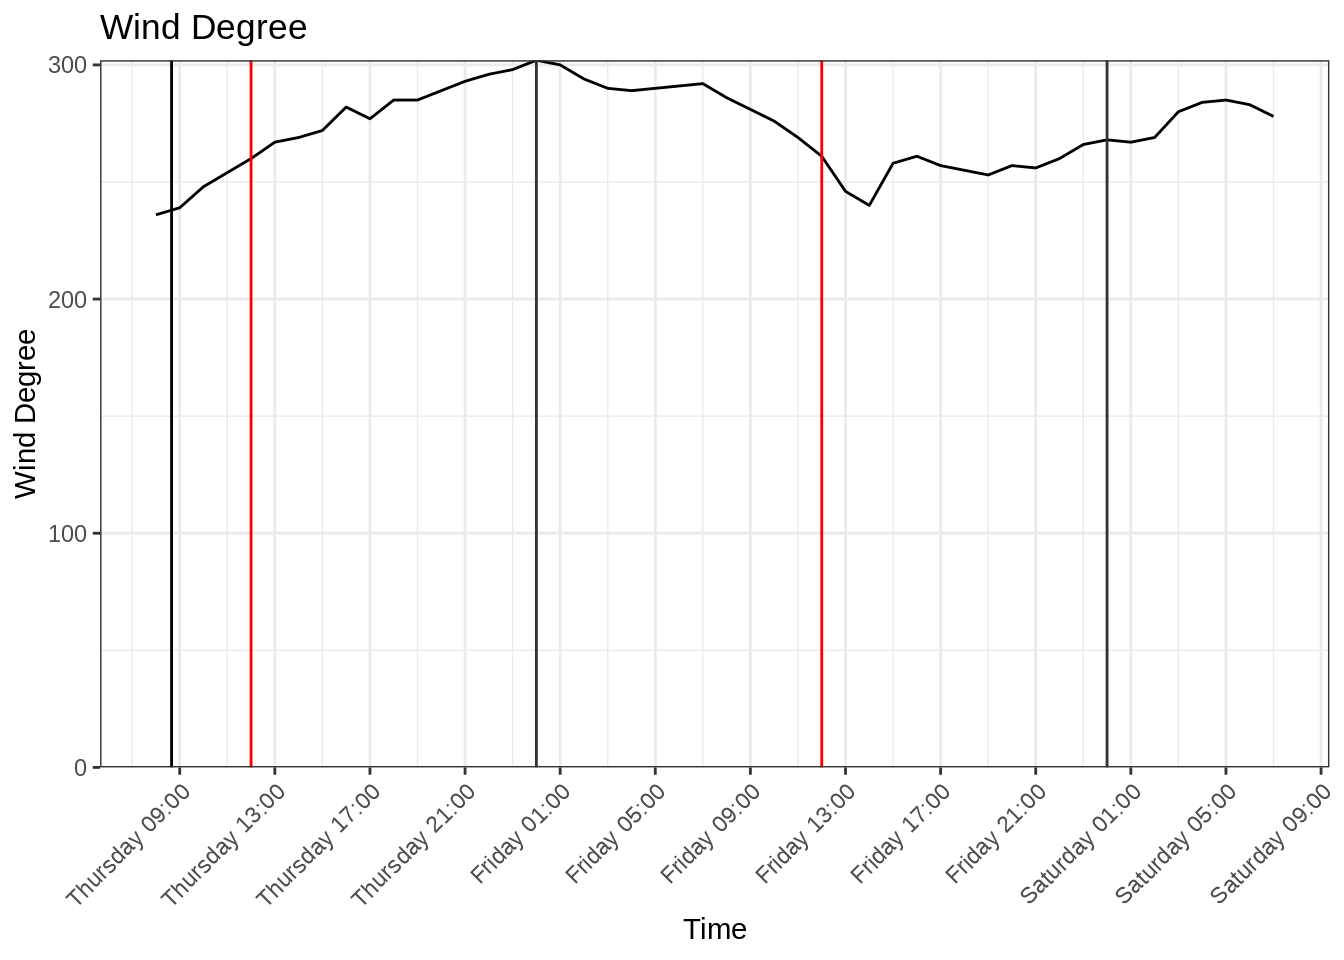 Wind Degree
300
200
100
0
Wind Degree
Thursday 09:00
Thursday 13:00
Thursday 17:00
Thursday 21:00
Friday 01:00
Friday 05:00
Friday 09:00
Friday 13:00
Friday 17:00
Friday 21:00
Saturday 01:00
Saturday 05:00
Saturday 09:00
Time